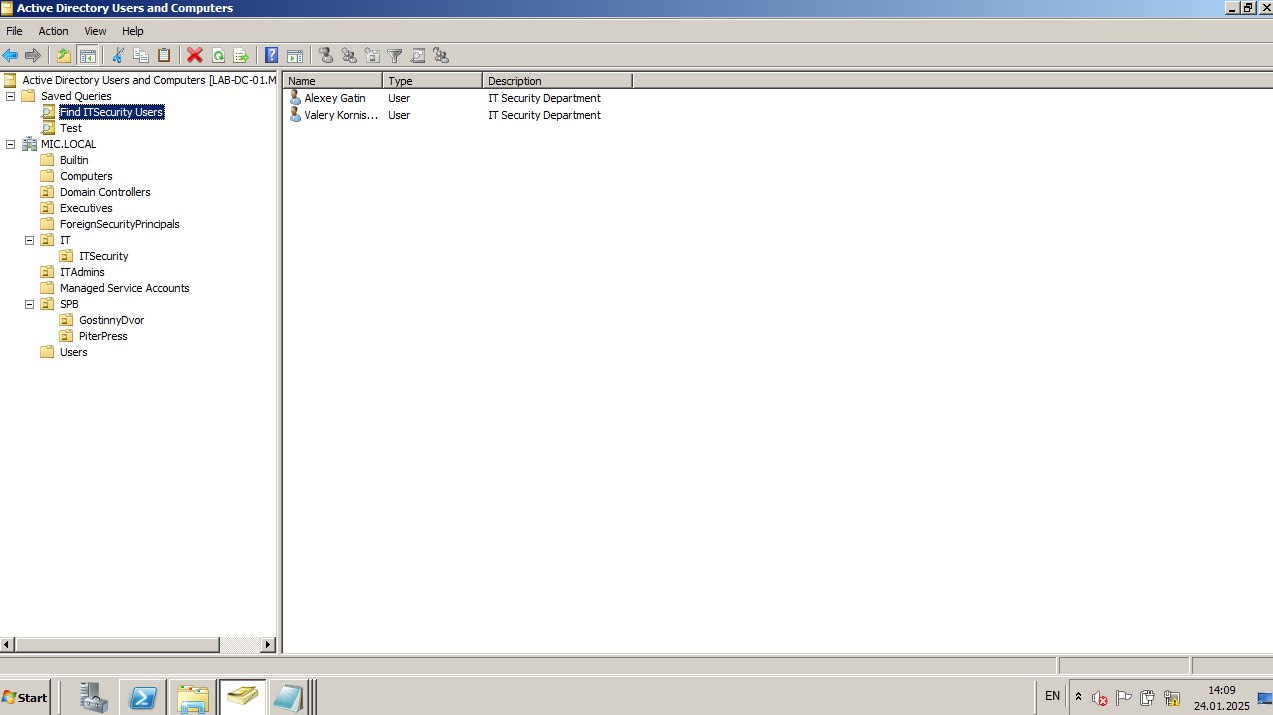 Active Directory Users and Computers
File Action View Help
Active Directory Users and Computers [LAB-DC-01.M
Saved Queries
Find ITSecurity Users
Test
MIC.LOCAL
Builtin
Computers
Domain Controllers
Executives
ForeignSecurityPrincipals
IT
ITSecurity
ITAdmins
Managed Service Accounts
SPB
GostinnyDvor
PiterPress
Users
Name Type Description
Alexey Gatin User IT Security Department
Valery Kornis... User IT Security Department
Start
EN
14:09
24.01.2025